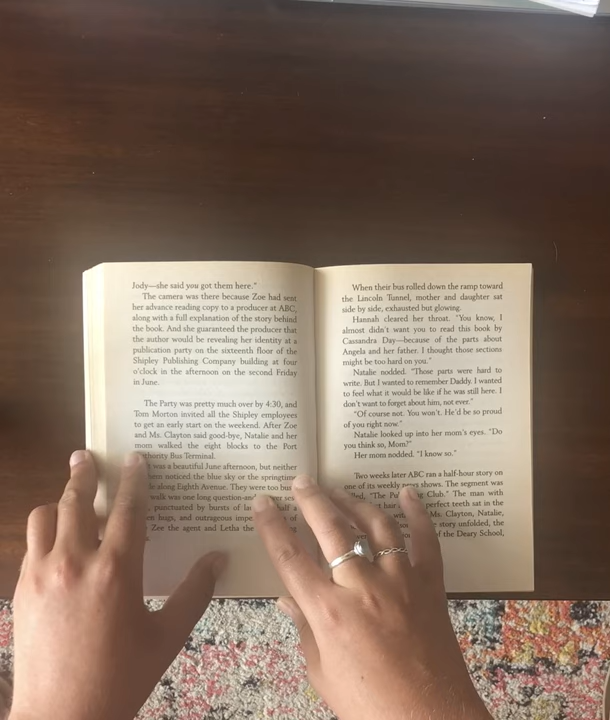 Jody—she said you got them here."
The camera was there because Zoe had sent
her advance reading copy to a producer at ABC,
along with a full explanation of the story behind
the book. And she guaranteed the producer that
the author would be revealing her identity at a
publication party on the sixteenth floor of the
Shipley Publishing Company building at four
o'clock in the afternoon on the second Friday
in June.
The Party was pretty much over by 4:30, and
Tom Morton invited all the Shipley employees
to get an early start on the weekend. After Zoe
and Ms. Clayton said good-bye, Natalie and her
mom walked the eight blocks to the Port
Authority Bus Terminal.
It was a beautiful June afternoon, but neither
them noticed the blue sky or the springtime
along Eighth Avenue. They were too bus
walk was one long question-and
, punctuated by bursts of
hugs, and outrageous of
Zoe the agent and Letha the
When their bus rolled down the ramp toward
the Lincoln Tunnel, mother and daughter sat
side by side, exhausted but glowing.
Hannah cleared her throat. "You know, I
almost didn't want you to read this book by
Cassandra Day—because of the parts about
Angela and her father. I thought those sections
might be too hard on you."
Natalie nodded. "Those parts were hard to
write. But I wanted to remember Daddy. I wanted
to feel what it would be like if he was still here. I
don't want to forget about him, not ever."
"Of course not. You won't. He'd be so proud
of you right now."
Natalie looked up into her mom's eyes. "Do
you think so, Mom?"
Her mom nodded. "I know so."
Two weeks later ABC ran a half-hour story on
one of its weekly news shows. The segment was
"The Club." The man with
hair perfect teeth sat in the
with Ms. Clayton, Natalie,
story unfolded, the
of the Deary School,